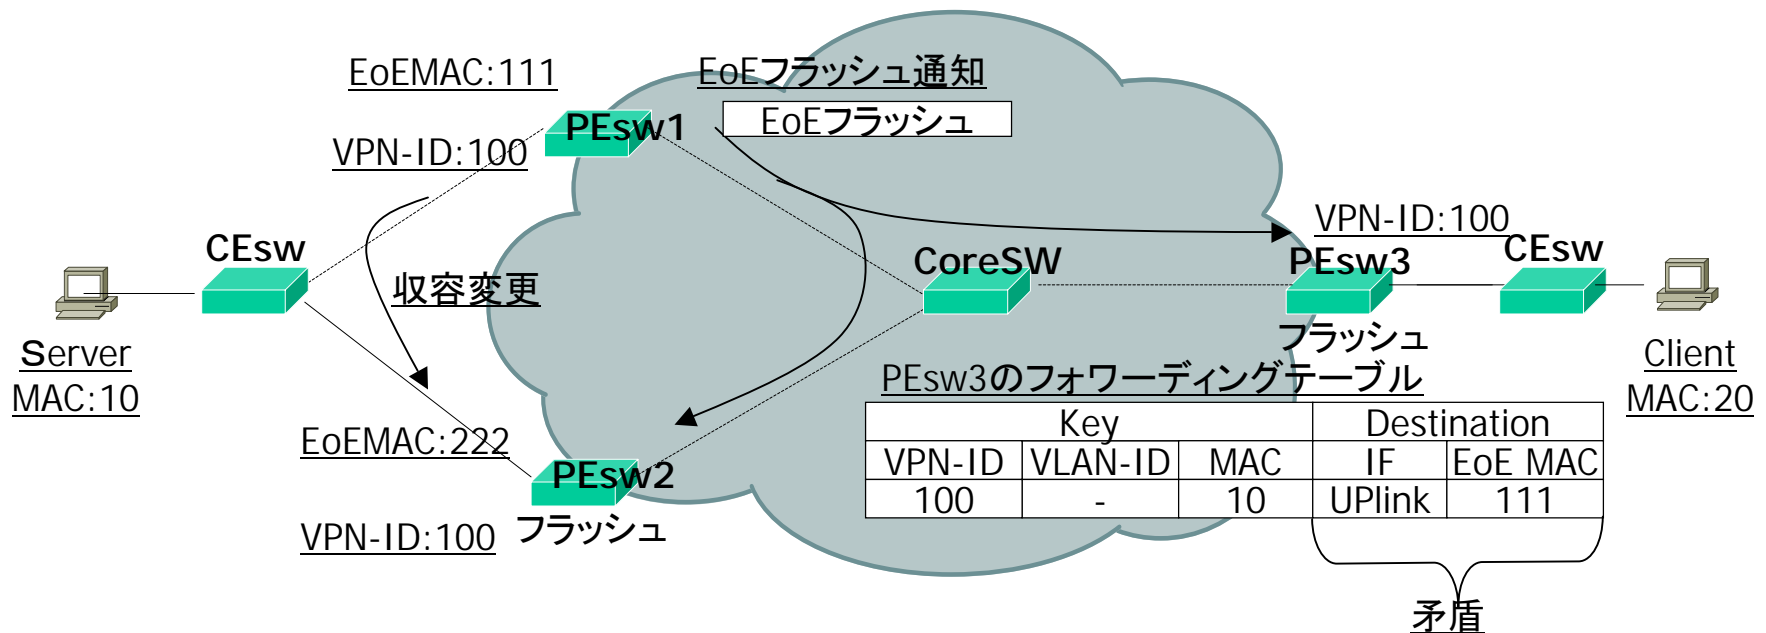 EoEMAC:111
EoEフラッシュ通知
EoEフラッシュ
PEsw1
VPN-ID:100
VPN-ID:100
CEsw
CoreSW
PEsw3
CEsw
収容変更
フラッシュ
Server
MAC:10
Client
MAC:20
PEsw3のフォワーディングテーブル
Key Destination
VPN-ID VLAN-ID MAC IF EoE MAC
100 - 10 UPlink 111
EoEMAC:222
PEsw2
VPN-ID:100
フラッシュ
矛盾